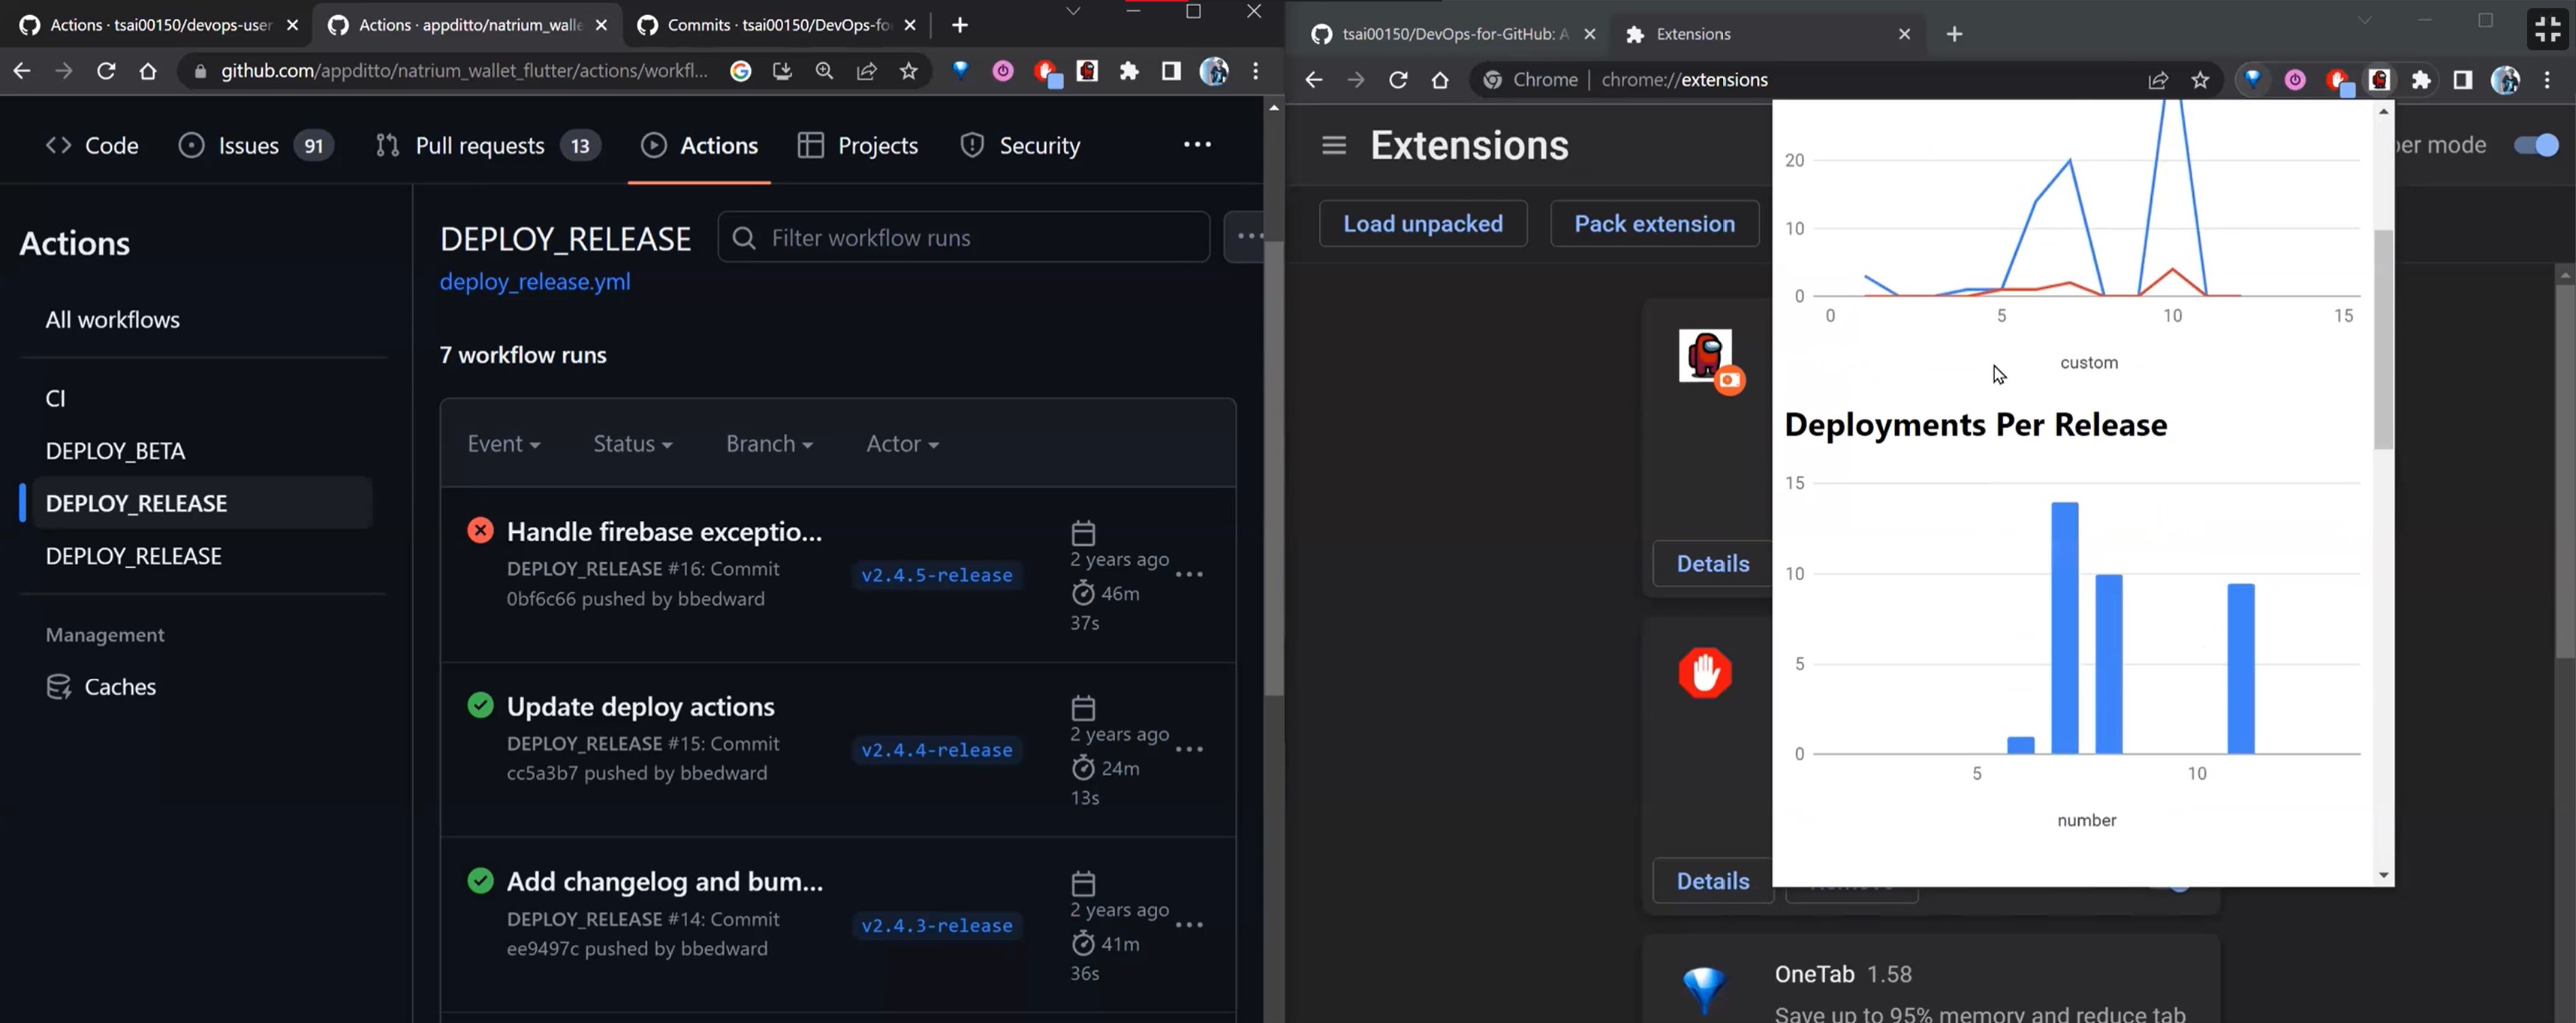 Actions · tsai00150/devops-user
Actions · appditto/natrium_walle
Commits · tsai00150/DevOps-fo
github.com/appditto/natrium_wallet_flutter/actions/workfl...
Code
Issues 91
Pull requests 13
Actions
Projects
Security
Actions
All workflows
CI
DEPLOY_BETA
DEPLOY_RELEASE
DEPLOY_RELEASE
Management
Caches
DEPLOY_RELEASE
Filter workflow runs
deploy_release.yml
7 workflow runs
Event
Status
Branch
Actor
Handle firebase exceptio...
DEPLOY_RELEASE #16: Commit
0bf6c66 pushed by bbedward
v2.4.5-release
2 years ago
46m
37s
Update deploy actions
DEPLOY_RELEASE #15: Commit
cc5a3b7 pushed by bbedward
v2.4.4-release
2 years ago
24m
13s
Add changelog and bum...
DEPLOY_RELEASE #14: Commit
ee9497c pushed by bbedward
v2.4.3-release
2 years ago
41m
36s
tsai00150/DevOps-for-GitHub: A
Extensions
Chrome | chrome://extensions
Extensions
per mode
Load unpacked
Pack extension
Details
Details
OneTab 1.58
Save up to 95% memory and reduce tab
20
10
0
0 5 10 15
custom
Deployments Per Release
15
10
5
0
5 10
number